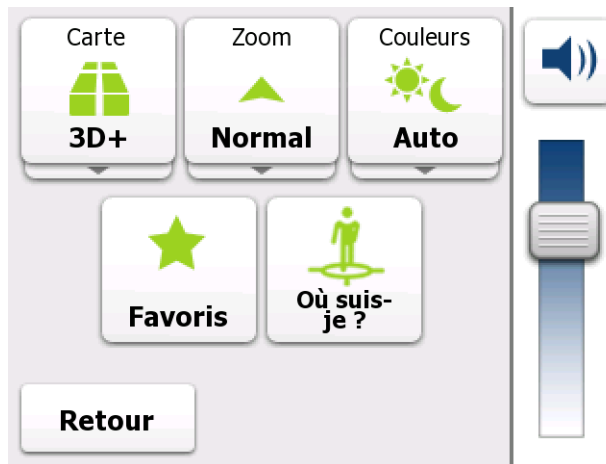 Carte
3D+
Zoom
Normal
Couleurs
Auto
Favoris
Où suis-
je ?
Retour